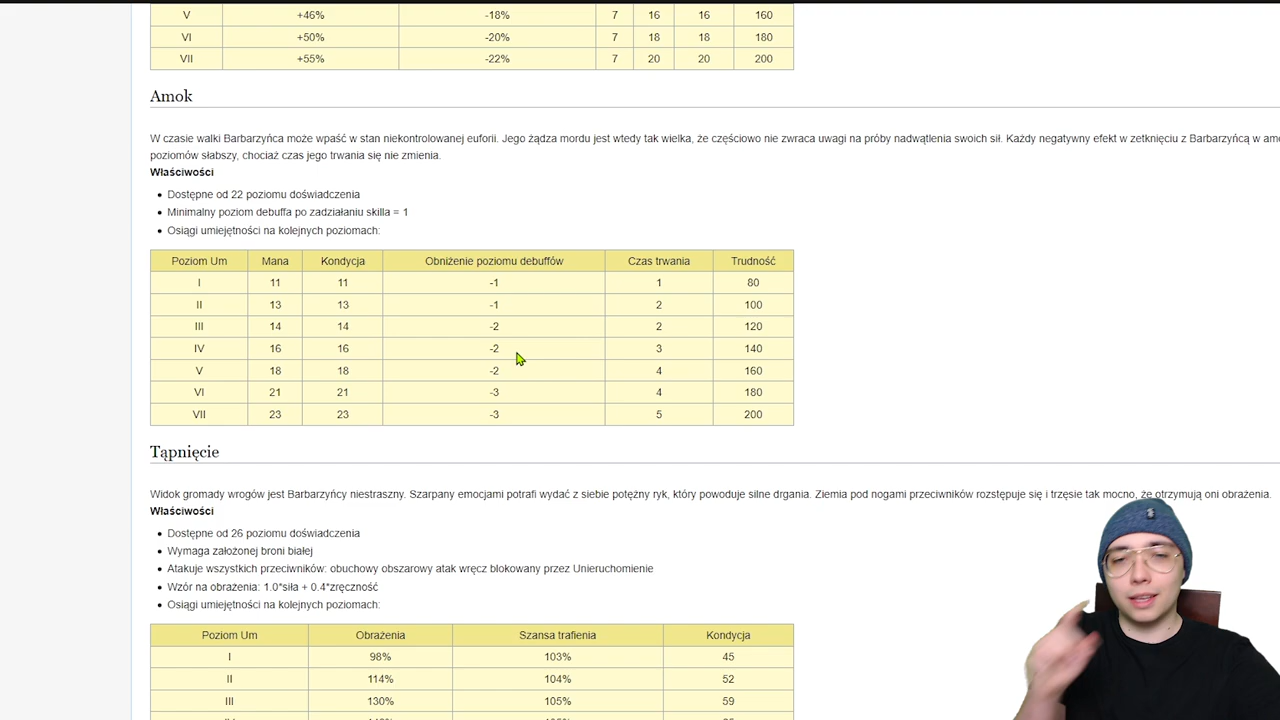 V +46% -18% 7 16 16 160
VI +50% -20% 7 18 18 180
VII +55% -22% 7 20 20 200
Amok
W czasie walki Barbarzyńca może wpaść w stan niekontrolowanej euforii. Jego żądza mordu jest wtedy tak wielka, że częściowo nie zwraca uwagi na próby nadwątlenia swoich sił. Każdy negatywny efekt w zetknięciu z Barbarzyńcą w
poziomów słabszy, chociaż czas jego trwania się nie zmienia.
Właściwości
• Dostępne od 22 poziomu doświadczenia
• Minimalny poziom debuffa po zadziałaniu skilla = 1
• Osiągi umiejętności na kolejnych poziomach:
Poziom Um Mana Kondycja Obniżenie poziomu debuffów Czas trwania Trudność
I 11 11 -1 1 80
II 13 13 -1 2 100
III 14 14 -2 2 120
IV 16 16 -2 3 140
V 18 18 -2 4 160
VI 21 21 -3 4 180
VII 23 23 -3 5 200
Tąpnięcie
Widok gromady wrogów jest Barbarzyńcy niestraszny. Szarpany emocjami potrafi wydać z siebie potężny ryk, który powoduje silne drgania. Ziemia pod nogami przeciwników rozstępuje się i trzęsie tak mocno, że otrzymują oni obrażenia.
Właściwości
• Dostępne od 26 poziomu doświadczenia
• Wymaga założonej broni białej
• Atakuje wszystkich przeciwników: obuchowy obszarowy atak wręcz blokowany przez Unieruchomienie
• Wzór na obrażenia: 1.0*siła + 0.4*zręczność
• Osiągi umiejętności na kolejnych poziomach:
Poziom Um Obrażenia Szansa trafienia Kondycja
I 98% 103% 45
II 114% 104% 52
III 130% 105% 59